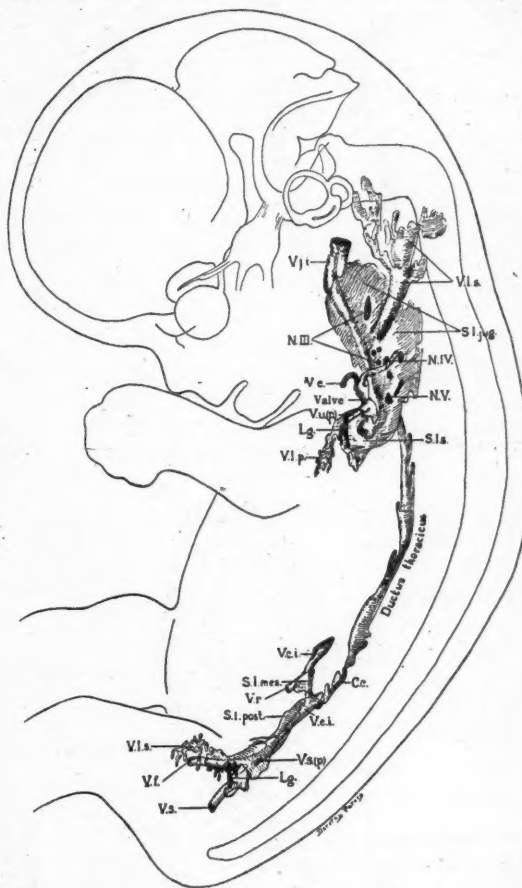 V.j.i.
V.l.s.
S.l.jug.
N.III.
N.IV.
V.c.
Valve
N.V.
V.u(p)
Lg.
S.l.s.
V.l.p.
Ductus thoracicus
V.c.i.
S.l.mes.
C.c.
V.r
S.l.post.
V.c.i.
V.l.s.
V.s(p)
V.f.
Lg.
V.s.